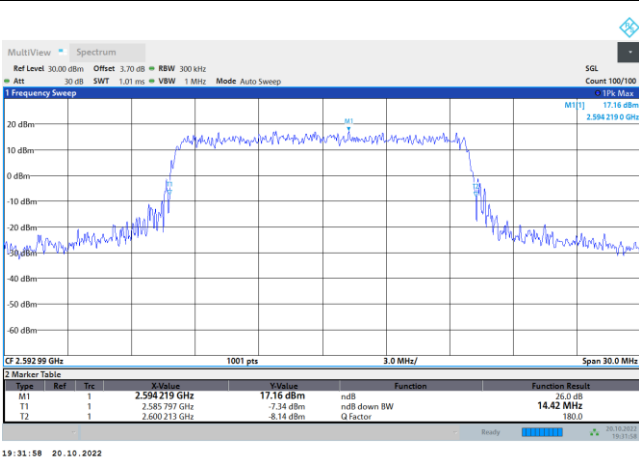 MultiView Spectrum
Ref Level 30.00 dBm Offset 3.70 dB RBW 300 kHz SGL
Att 30 dB SWT 1.01 ms VBW 1 MHz Mode Auto Sweep Count 100/100
1 Frequency Sweep 1Pk Max
M1[1] 17.16 dBm
2.594 219 0 GHz
M1
20 dBm
10 dBm
0 dBm
-10 dBm
-20 dBm
-30 dBm
-40 dBm
-50 dBm
-60 dBm
CF 2.592 99 GHz 1001 pts 3.0 MHz/ Span 30.0 MHz
2 Marker Table
Type Ref Trc X-Value Y-Value Function Function Result
M1 1 2.594 219 GHz 17.16 dBm ndB 26.0 dB
T1 1 2.585 797 GHz -7.34 dBm ndB down BW 14.42 MHz
T2 1 2.600 213 GHz -8.14 dBm Q Factor 180.0
Ready 20.10.2022
19:31:58
19:31:58 20.10.2022